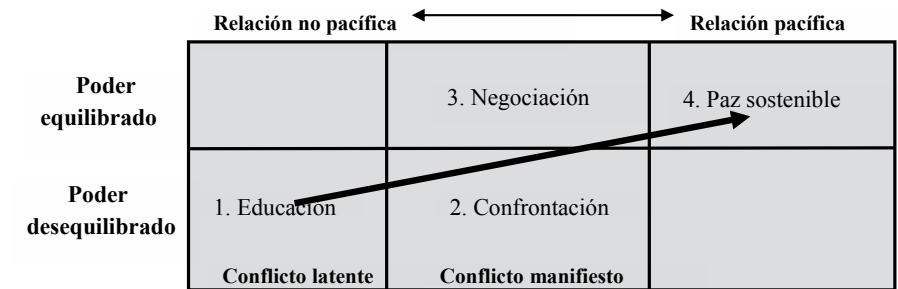 Relación no pacífica Relación pacífica
Poder
equilibrado
3. Negociación 4. Paz sostenible
Poder
desequilibrado
1. Educación 2. Confrontación
Conflicto latente Conflicto manifiesto